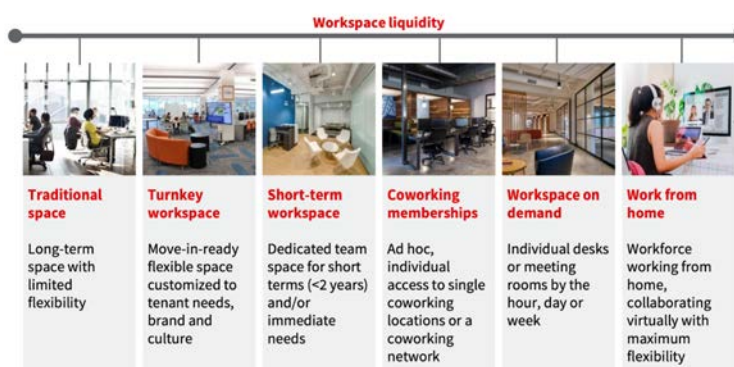 Workspace liquidity
Traditional
space
Long-term
space with
limited
flexibility
Turnkey
workspace
Move-in-ready
flexible space
customized to
tenant needs,
brand and
culture
Short-term
workspace
Dedicated team
space for short
terms (<2 years)
and/or
immediate
needs
Coworking
memberships
Ad hoc,
individual
access to single
coworking
locations or a
coworking
network
Workspace on
demand
Individual desks
or meeting
rooms by the
hour, day or
week
Work from
home
Workforce
working from
home,
collaborating
virtually with
maximum
flexibility